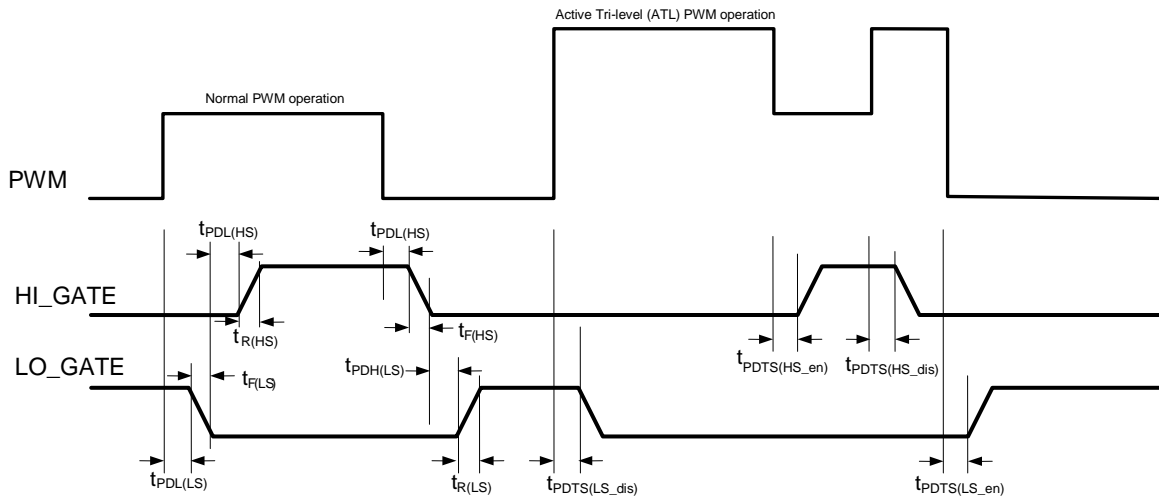 Active Tri-level (ATL) PWM operation
Normal PWM operation
PWM
tPDL(HS)
tPDL(HS)
HI_GATE
tR(HS)
tF(HS)
tPDTS(HS_en)
tPDTS(HS_dis)
LO_GATE
tF(LS)
tPDH(LS)
tPDL(LS)
tR(LS)
tPDTS(LS_dis)
tPDTS(LS_en)